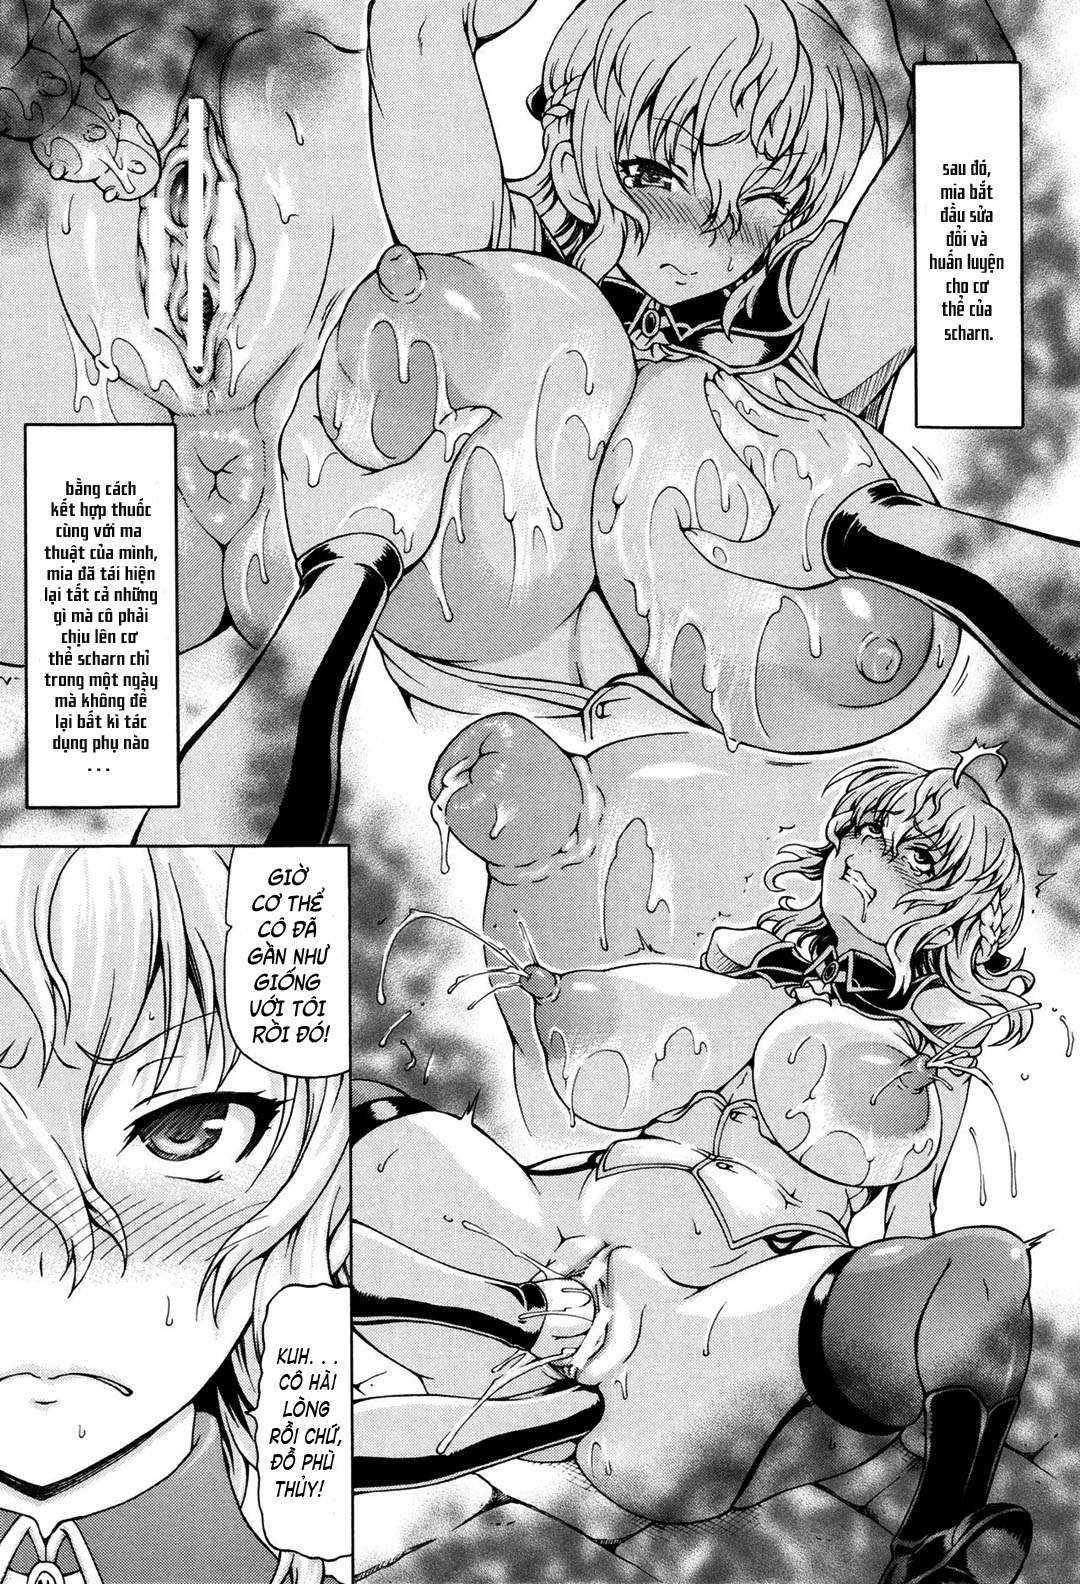 sau đó,
mia bắt
đầu sửa
đổi và
huấn luyện
cho cơ
thể của
scharn.
bằng cách
kết hợp thuốc
cùng với ma
thuật của mình,
mia đã tái hiện
lại tất cả những
gì mà cô phải
chịu lên cơ
thể scharn chỉ
trong một ngày
mà không để
lại bất kì tác
dụng phụ nào
...
GIỜ
CƠ THỂ
CÔ ĐÃ
GẦN NHƯ
GIỐNG
VỚI TÔI
RỒI ĐÓ!
KUH...
CÔ HÀI
LÒNG
RỒI CHỨ,
ĐỒ PHÙ
THỦY!